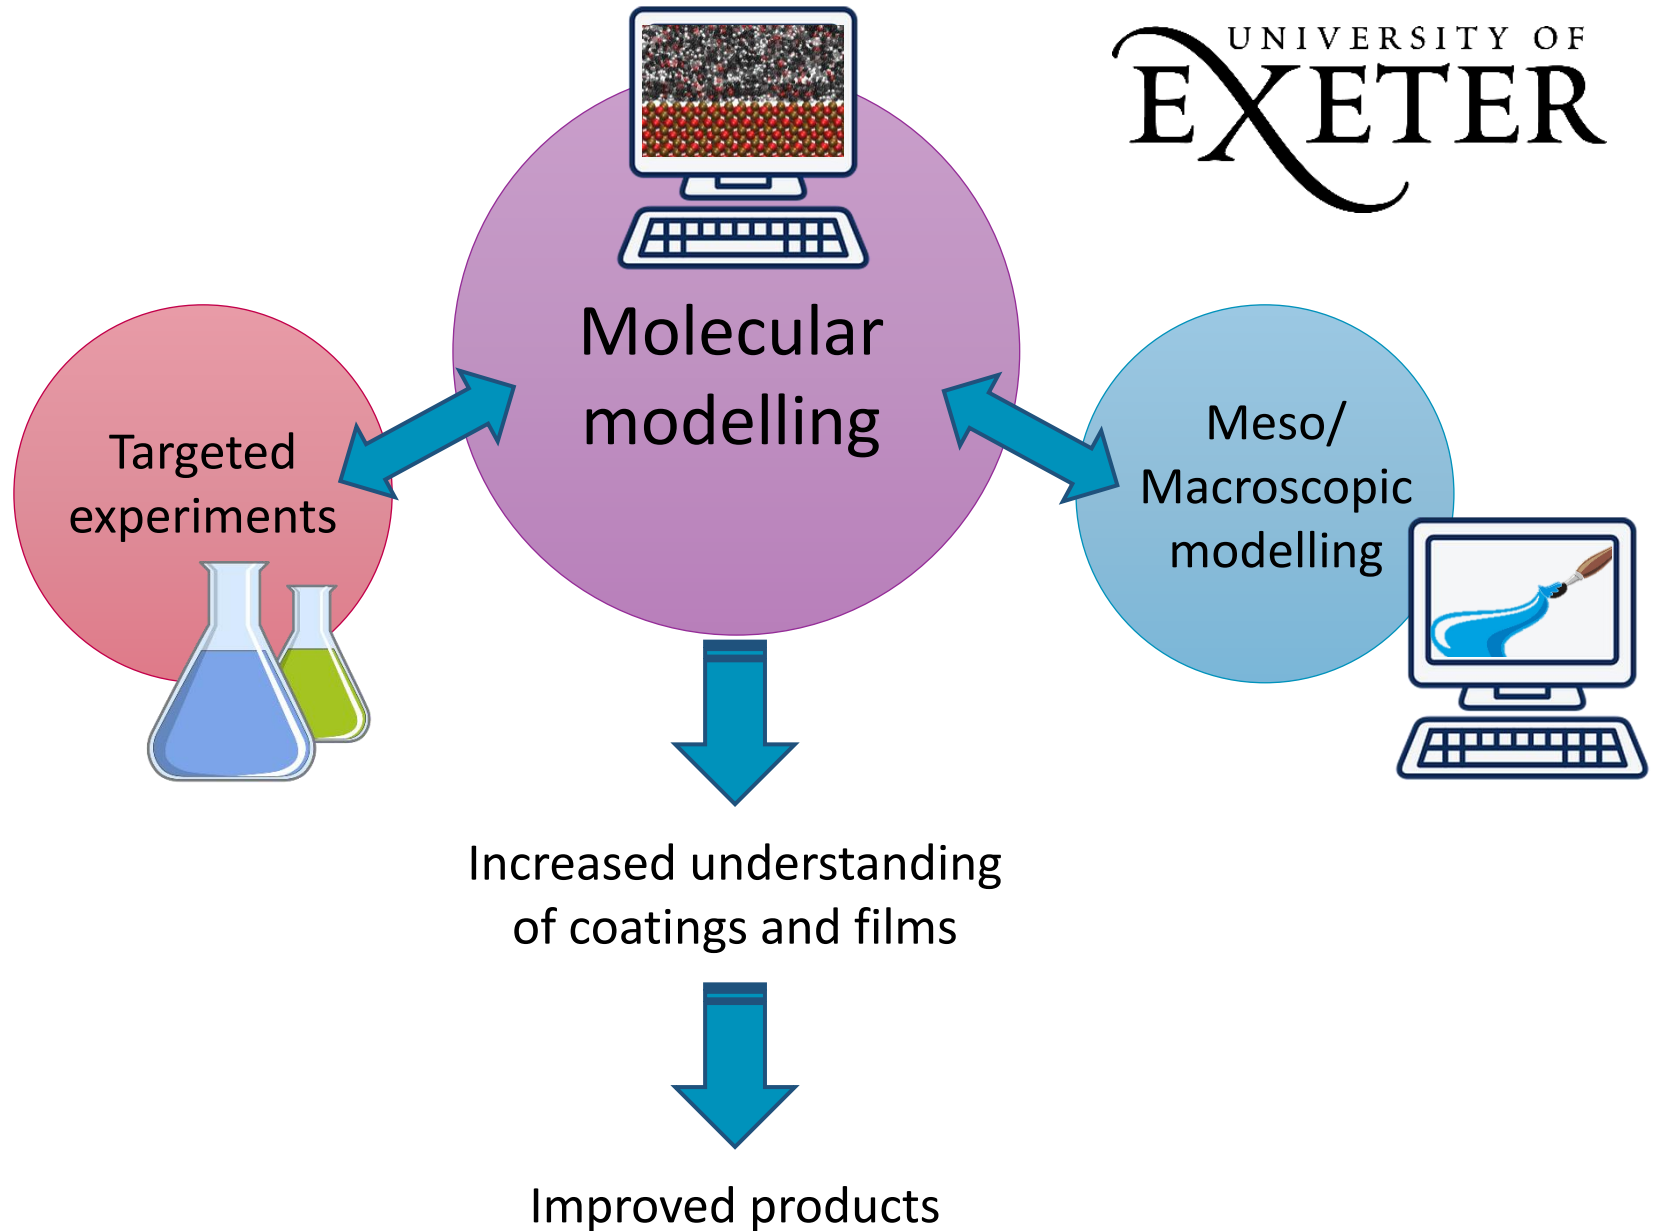 UNIVERSITY OF
EXETER
Molecular
modelling
Targeted
experiments
Meso/
Macroscopic
modelling
Increased understanding
of coatings and films
Improved products